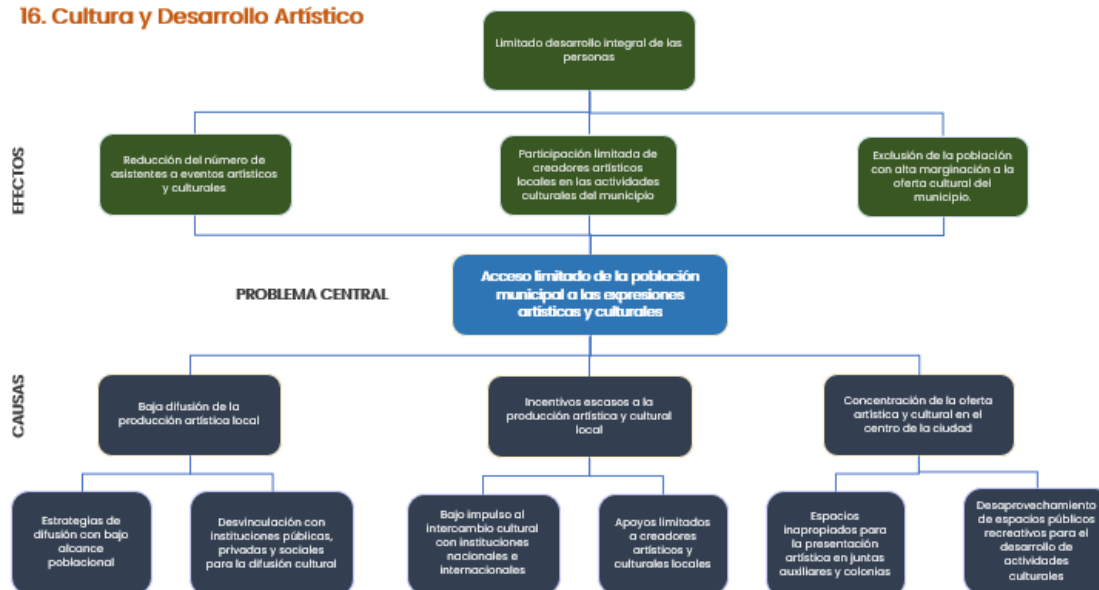 16. Cultura y Desarrollo Artístico
Limitado desarrollo integral de las
personas
EFECTOS
Reducción del número de
asistentes a eventos artísticos
y culturales
Participación limitada de
creadores artísticos
locales en las actividades
culturales del municipio
Exclusión de la población
con alta marginación a la
oferta cultural del
municipio.
PROBLEMA CENTRAL
Acceso limitado de la población
municipal a las expresiones
artísticas y culturales
CAUSAS
Baja difusión de la
producción artística local
Incentivos escasos a la
producción artística y cultural
local
Concentración de la oferta
artística y cultural en el
centro de la ciudad
Estrategias de
difusión con bajo
alcance
poblacional
Desvinculación con
instituciones públicas,
privadas y sociales
para la difusión cultural
Bajo impulso al
intercambio cultural
con instituciones
nacionales e
internacionales
Apoyos limitados
a creadores
artísticos y
culturales locales
Espacios
inapropiados para
la presentación
artística en juntas
auxiliares y colonias
Desaprovechamiento
de espacios públicos
recreativos para el
desarrollo de
actividades
culturales